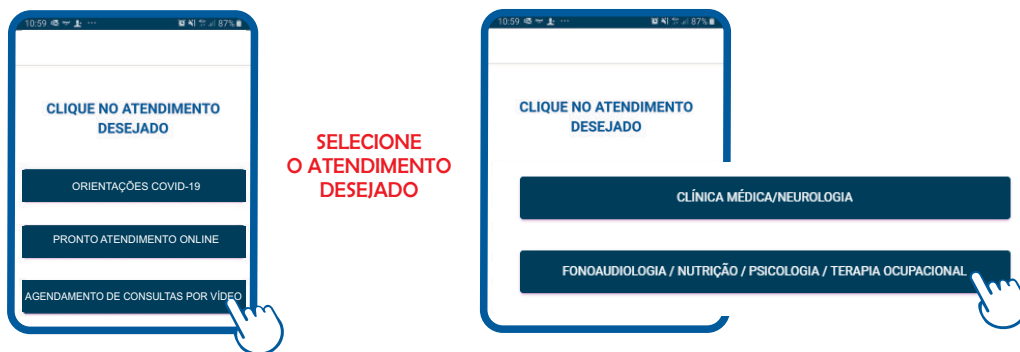 10:59
87%
CLIQUE NO ATENDIMENTO
DESEJADO
ORIENTAÇÕES COVID-19
PRONTO ATENDIMENTO ONLINE
AGENDAMENTO DE CONSULTAS POR VÍDEO
SELECIONE
O ATENDIMENTO
DESEJADO
10:59
87%
CLIQUE NO ATENDIMENTO
DESEJADO
CLÍNICA MÉDICA/NEUROLOGIA
FONOAUDIOLOGIA / NUTRIÇÃO / PSICOLOGIA / TERAPIA OCUPACIONAL